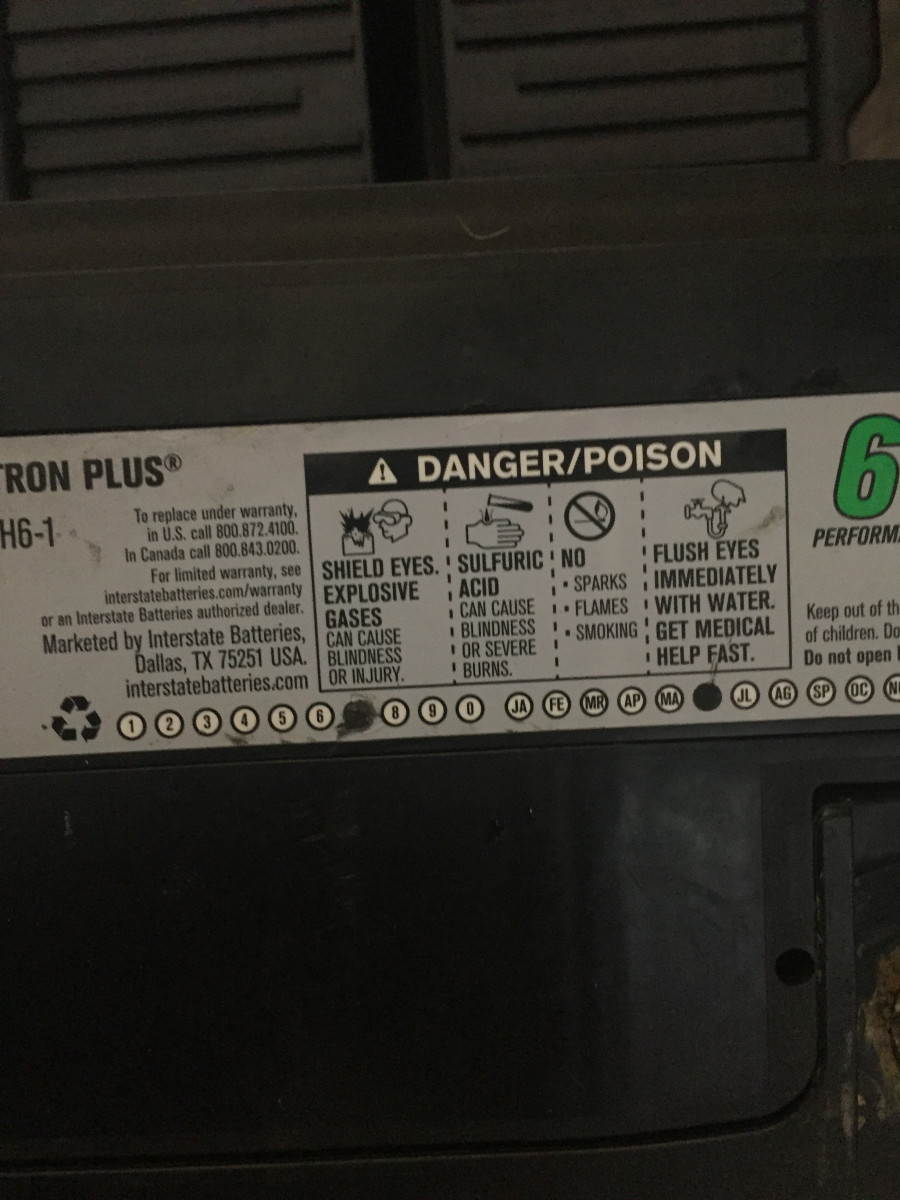 TRON PLUS®
H6-1
To replace under warranty,
in U.S. call 800.872.4100.
In Canada call 800.843.0200.
For limited warranty, see
interstatebatteries.com/warranty
or an Interstate Batteries authorized dealer.
Marketed by Interstate Batteries,
Dallas, TX 75251 USA.
interstatebatteries.com
DANGER/POISON
SHIELD EYES.
EXPLOSIVE
GASES
CAN CAUSE
BLINDNESS
OR INJURY.
SULFURIC
ACID
CAN CAUSE
BLINDNESS
OR SEVERE
BURNS.
NO
• SPARKS
• FLAMES
• SMOKING
FLUSH EYES
IMMEDIATELY
WITH WATER.
GET MEDICAL
HELP FAST.
6
PERFORM
Keep out of th
of children. Do
Do not open
1 2 3 4 5 6 8 9 0 JA FE MR AP MA JL AG SP OC